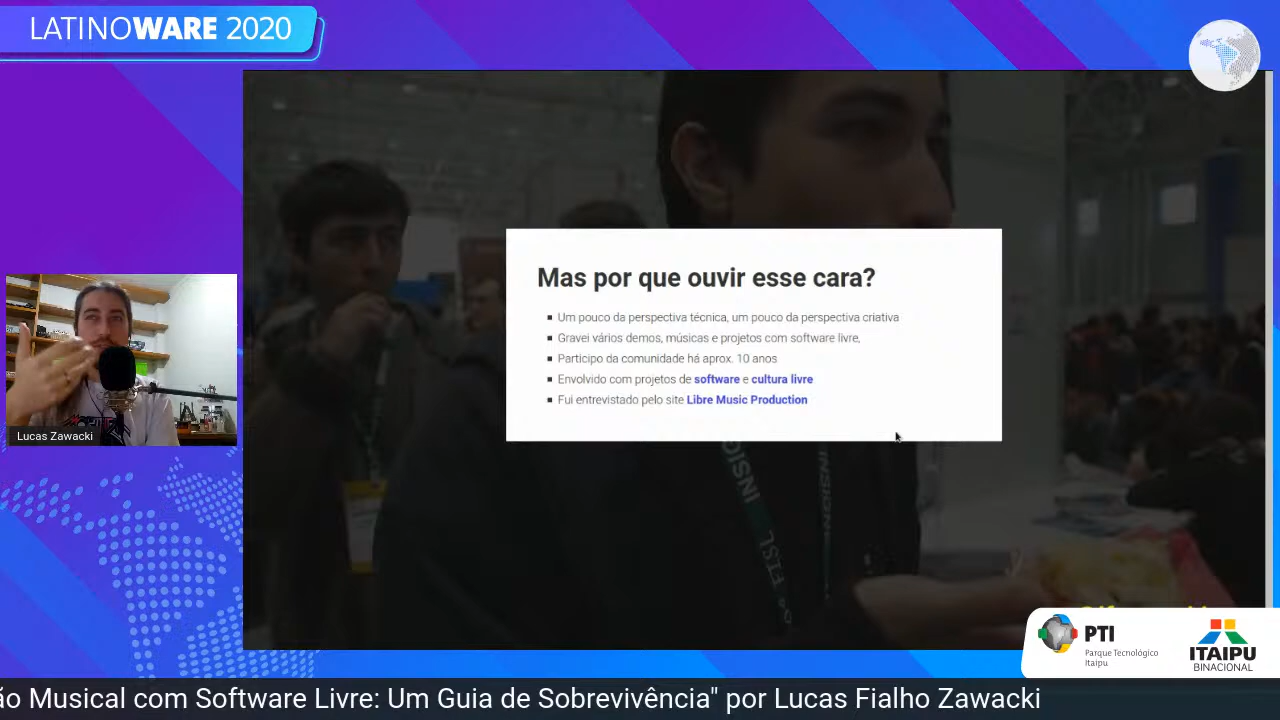 LATINOWARE 2020
Mas por que ouvir esse cara?
Um pouco da perspectiva técnica, um pouco da perspectiva criativa
Gravei vários demos, músicas e projetos com software livre,
Participo da comunidade há aprox. 10 anos
Envolvido com projetos de software e cultura livre
Fui entrevistado pelo site Libre Music Production
Lucas Zawacki
FISL
PTI
Parque Tecnológico
Itaipu
ITAIPU
BINACIONAL
ão Musical com Software Livre: Um Guia de Sobrevivência" por Lucas Fialho Zawacki